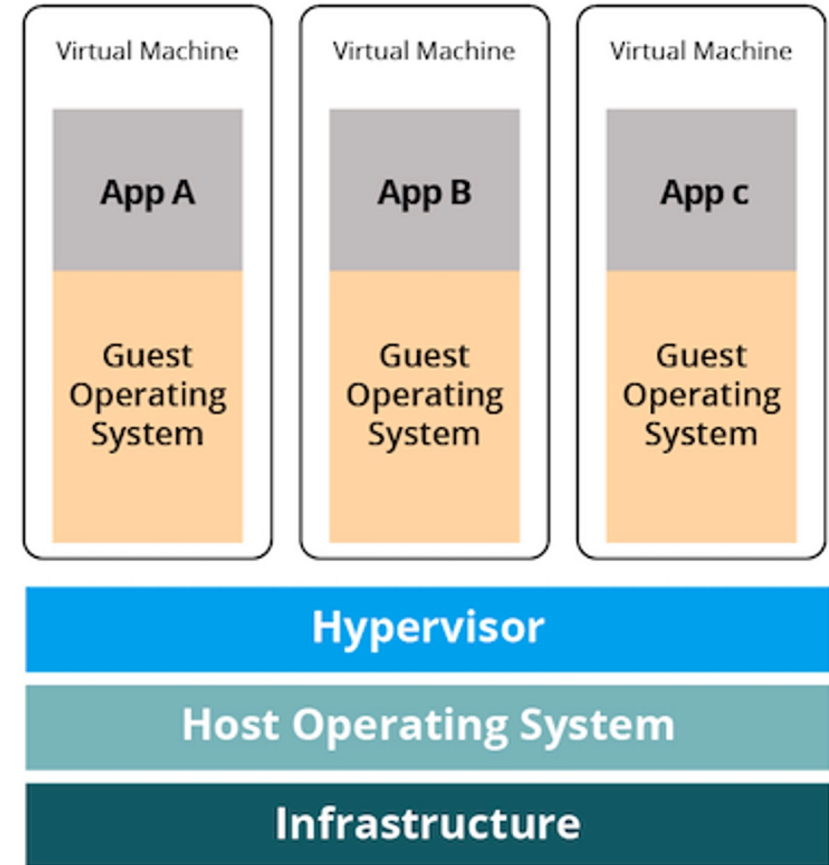 Virtual Machine
App A
Guest
Operating
System
Virtual Machine
App B
Guest
Operating
System
Virtual Machine
App c
Guest
Operating
System
Hypervisor
Host Operating System
Infrastructure